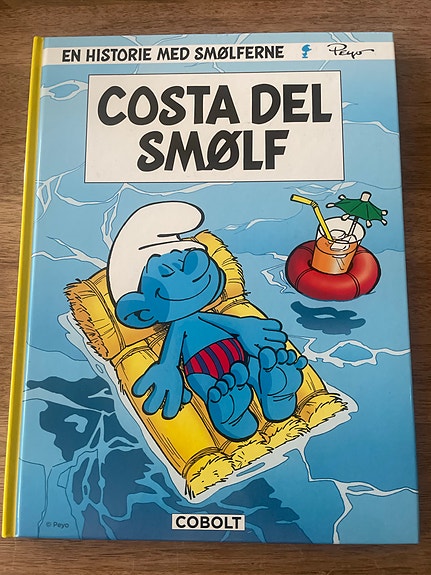 EN HISTORIE MED SMØLFERNE Peyo
COSTA DEL
SMØLF
© Peyo
COBOLT